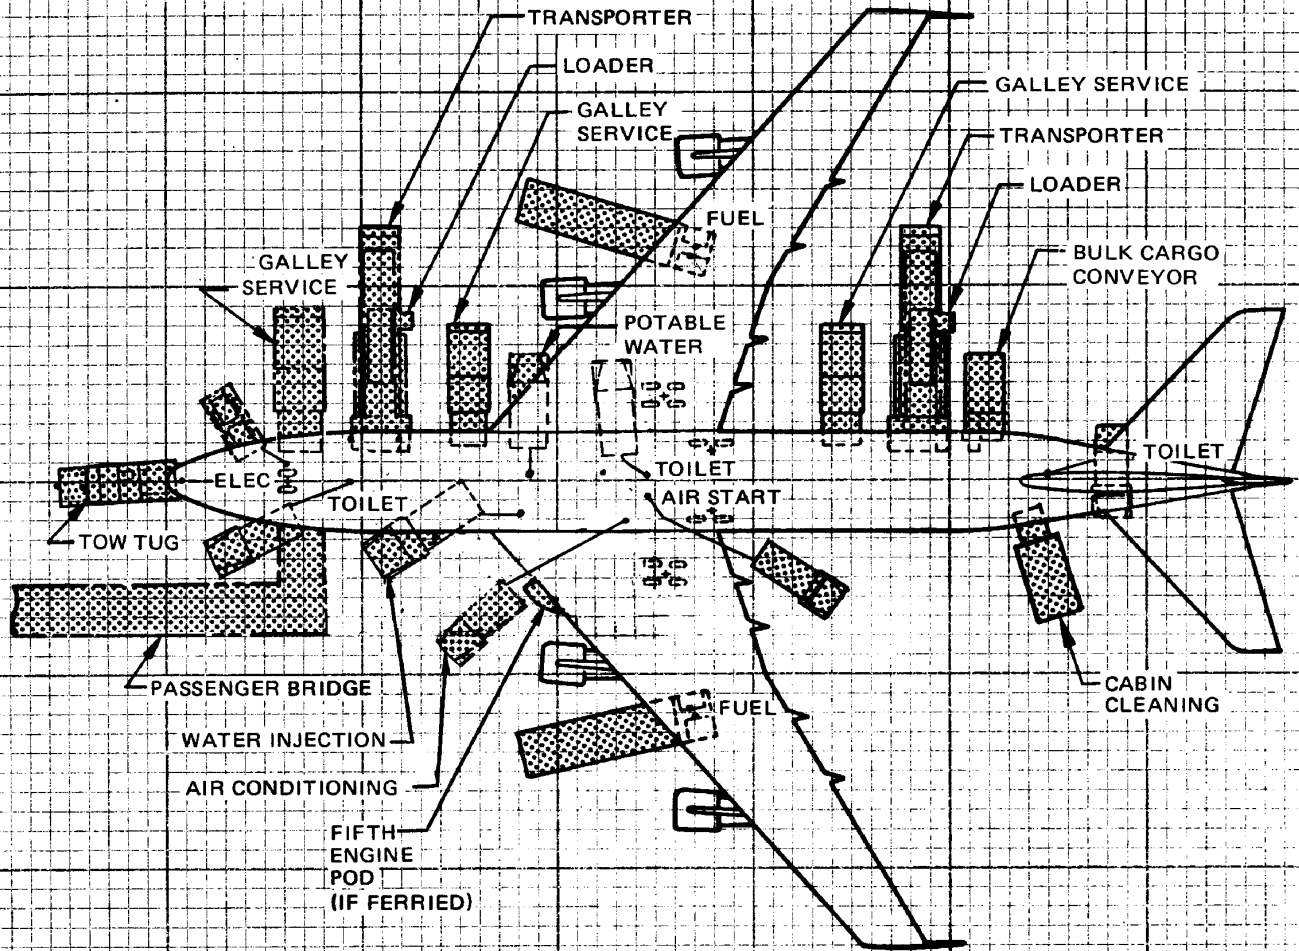 TRANSPORTER
LOADER
GALLEY
SERVICE
GALLEY SERVICE
TRANSPORTER
LOADER
BULK CARGO
CONVEYOR
FUEL
GALLEY
SERVICE
POTABLE
WATER
ELEC
TOILET
TOILET
AIR START
TOILET
TOW TUG
PASSENGER BRIDGE
WATER INJECTION
AIR CONDITIONING
FUEL
CABIN
CLEANING
FIFTH
ENGINE
POD
(IF FERRIED)